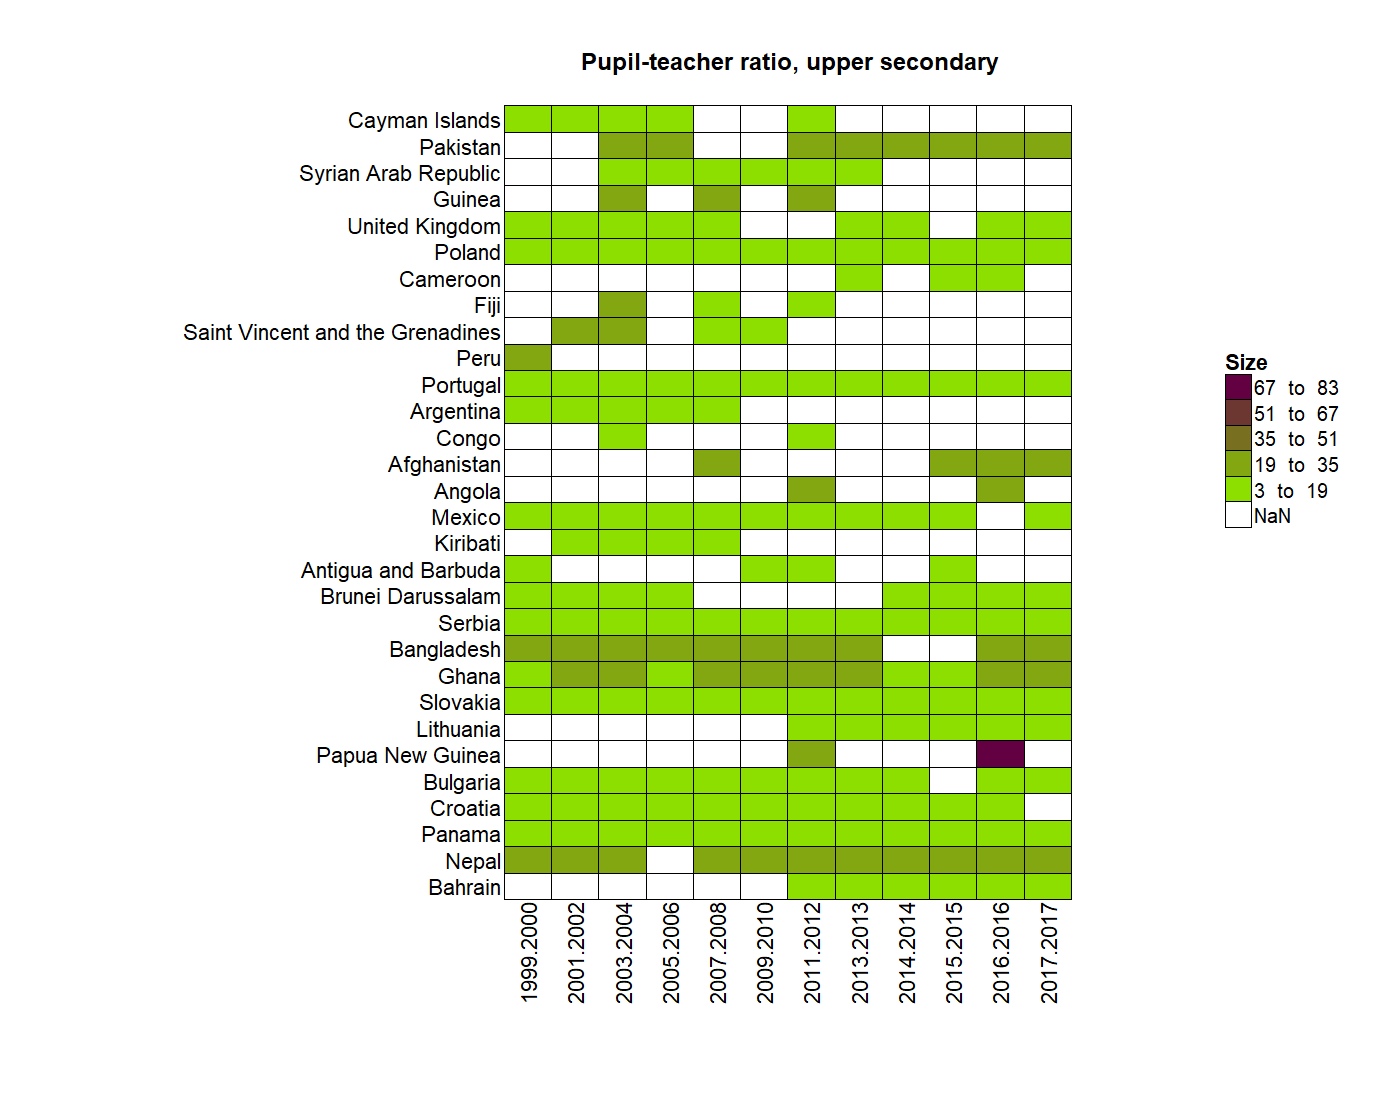 Pupil-teacher ratio, upper secondary
Cayman Islands
Pakistan
Syrian Arab Republic
Guinea
United Kingdom
Poland
Cameroon
Fiji
Saint Vincent and the Grenadines
Peru
Portugal
Argentina
Congo
Afghanistan
Angola
Mexico
Kiribati
Antigua and Barbuda
Brunei Darussalam
Serbia
Bangladesh
Ghana
Slovakia
Lithuania
Papua New Guinea
Bulgaria
Croatia
Panama
Nepal
Bahrain
1999.2000
2001.2002
2003.2004
2005.2006
2007.2008
2009.2010
2011.2012
2013.2013
2014.2014
2015.2015
2016.2016
2017.2017
Size
67 to 83
51 to 67
35 to 51
19 to 35
3 to 19
NaN